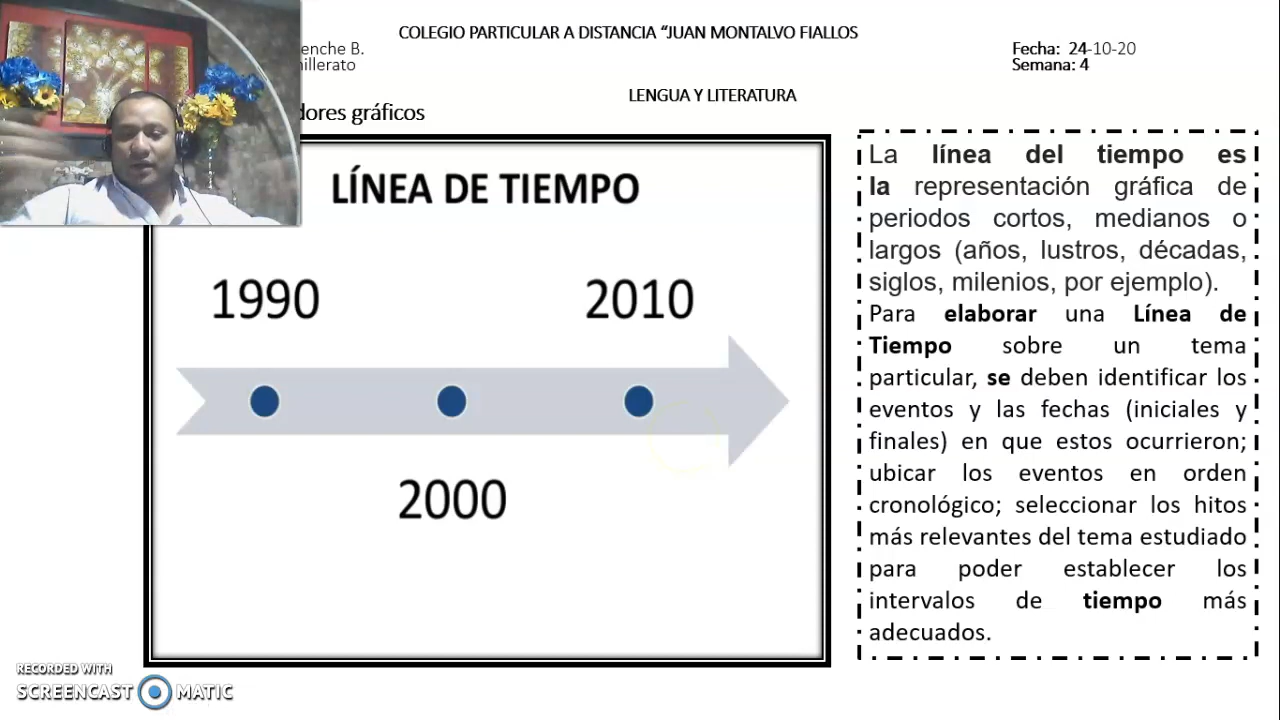 COLEGIO PARTICULAR A DISTANCIA “JUAN MONTALVO FIALLOS
enche B.
illerato
Fecha: 24-10-20
Semana: 4
LENGUA Y LITERATURA
dores gráficos
LÍNEA DE TIEMPO
1990
2010
2000
La línea del tiempo es
la representación gráfica de
periodos cortos, medianos o
largos (años, lustros, décadas,
siglos, milenios, por ejemplo).
Para elaborar una Línea de
Tiempo sobre un tema
particular, se deben identificar los
eventos y las fechas (iniciales y
finales) en que estos ocurrieron;
ubicar los eventos en orden
cronológico; seleccionar los hitos
más relevantes del tema estudiado
para poder establecer los
intervalos de tiempo más
adecuados.
RECORDED WITH
SCREENCAST MATIC